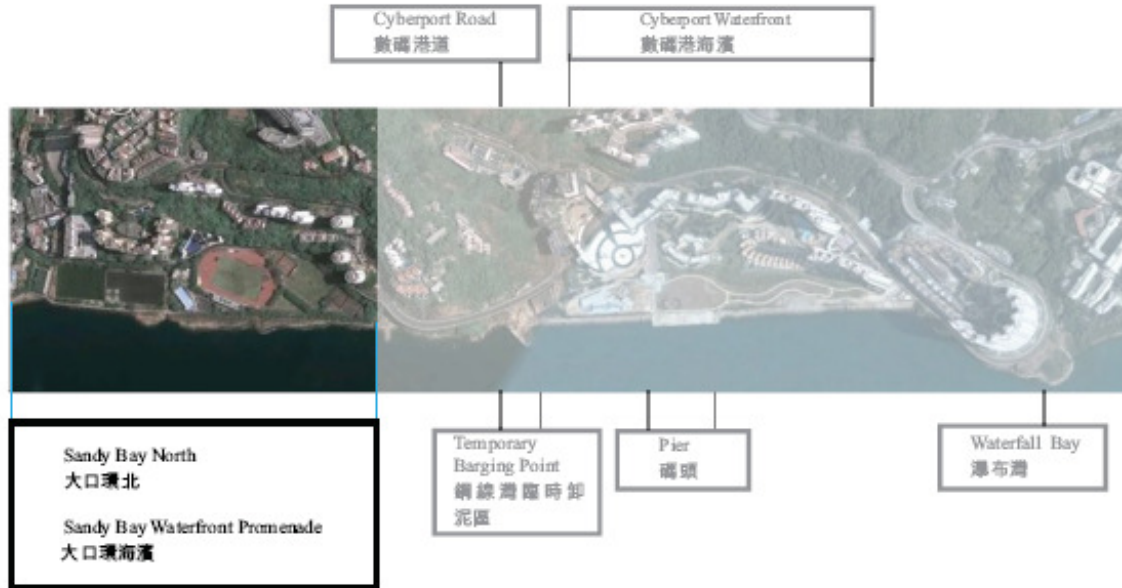 Cyberport Road
數碼港道
Cyberport Waterfront
數碼港海濱
Sandy Bay North
大口環北
Sandy Bay Waterfront Promenade
大口環海濱
Temporary
Barging Point
鋼線灣臨時卸
泥區
Pier
碼頭
Waterfall Bay
瀑布灣